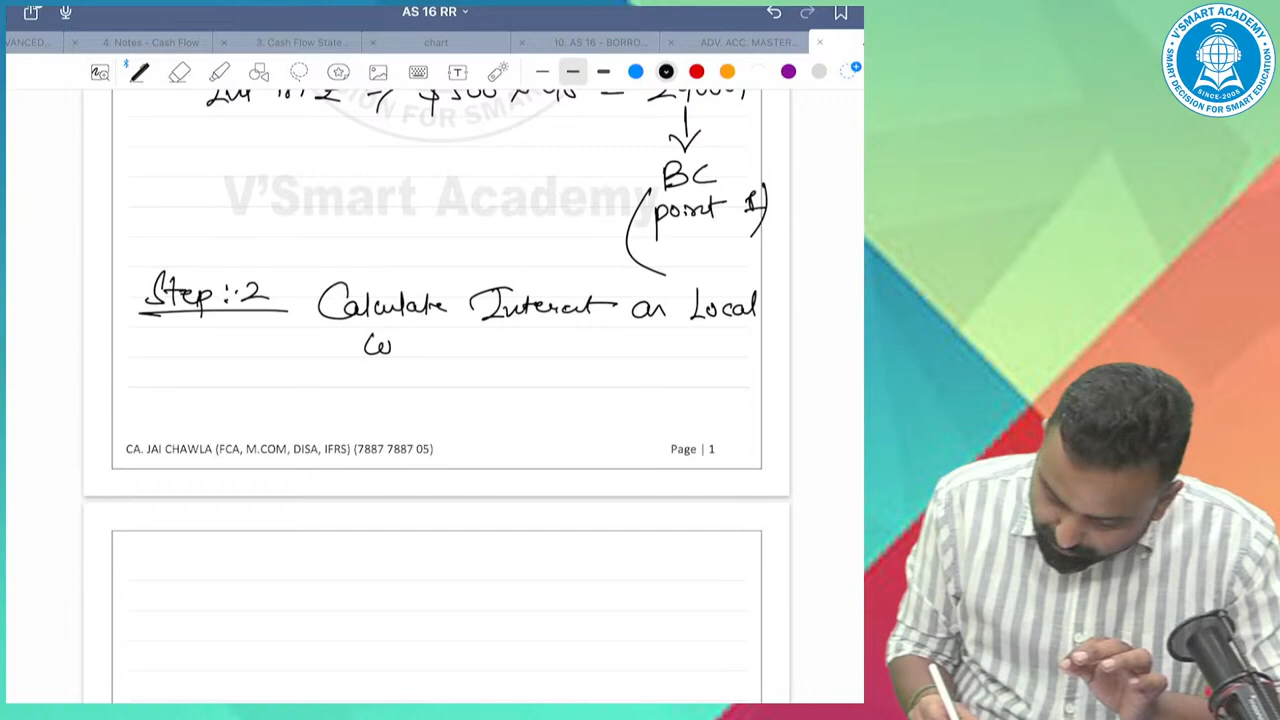 AS 16 RR
VANCED...
4. Notes - Cash Flow
3. Cash Flow State...
chart
10. AS 16 - BORRO...
ADV. ACC. MASTER...
BC
(point 1)
V'Smart Academy
Step:-2 Calculate Interest on Local
CA. JAI CHAWLA (FCA, M.COM, DISA, IFRS) (7887 7887 05)
Page | 1
V'SMART ACADEMY
SMART DECISION FOR SMART EDUCATION
SINCE-2005